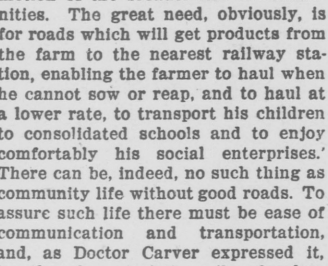 nities. The great need, obviously, is
for roads which will get products from
the farm to the nearest railway sta-
tion, enabling the farmer to haul when
he cannot sow or reap, and to haul at
a lower rate, to transport his children
to consolidated schools and to enjoy
comfortably his social enterprises.'
There can be, indeed, no such thing as
community life without good roads. To
assure such life there must be ease of
communication and transportation,
and, as Doctor Carver expressed it,